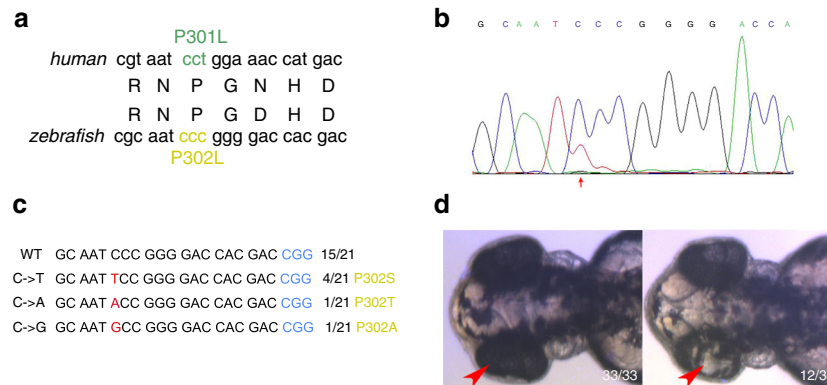 a
P301L
human cgt aat cct gga aac cat gac
R N P G N H D
R N P G D H D
zebrafish cgc aat ccc ggg gac cac gac
P302L
b
G C A A T C C C G G G G A C C A
c
WT GC AAT CCC GGG GAC CAC GAC CGG 15/21
C->T GC AAT TCC GGG GAC CAC GAC CGG 4/21 P302S
C->A GC AAT ACC GGG GAC CAC GAC CGG 1/21 P302T
C->G GC AAT GCC GGG GAC CAC GAC CGG 1/21 P302A
d
33/33